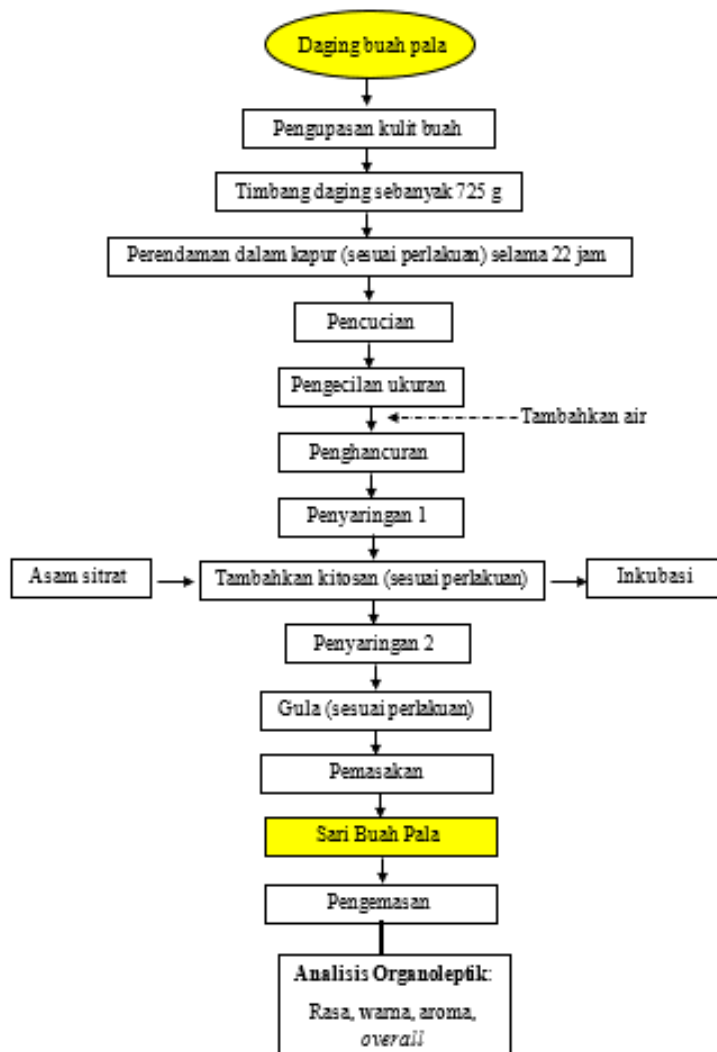 Daging buah pala
Pengupasan kulit buah
Timbang daging sebanyak 725 g
Perendaman dalam kapur (sesuai perlakuan) selama 22 jam
Pencucian
Pengecilan ukuran
Tambahkan air
Penghancuran
Penyaringan 1
Asam sitrat
Tambahkan kitosan (sesuai perlakuan)
Inkubasi
Penyaringan 2
Gula (sesuai perlakuan)
Pemasakan
Sari Buah Pala
Pengemasan
Analisis Organoleptik:
Rasa, warna, aroma,
overall